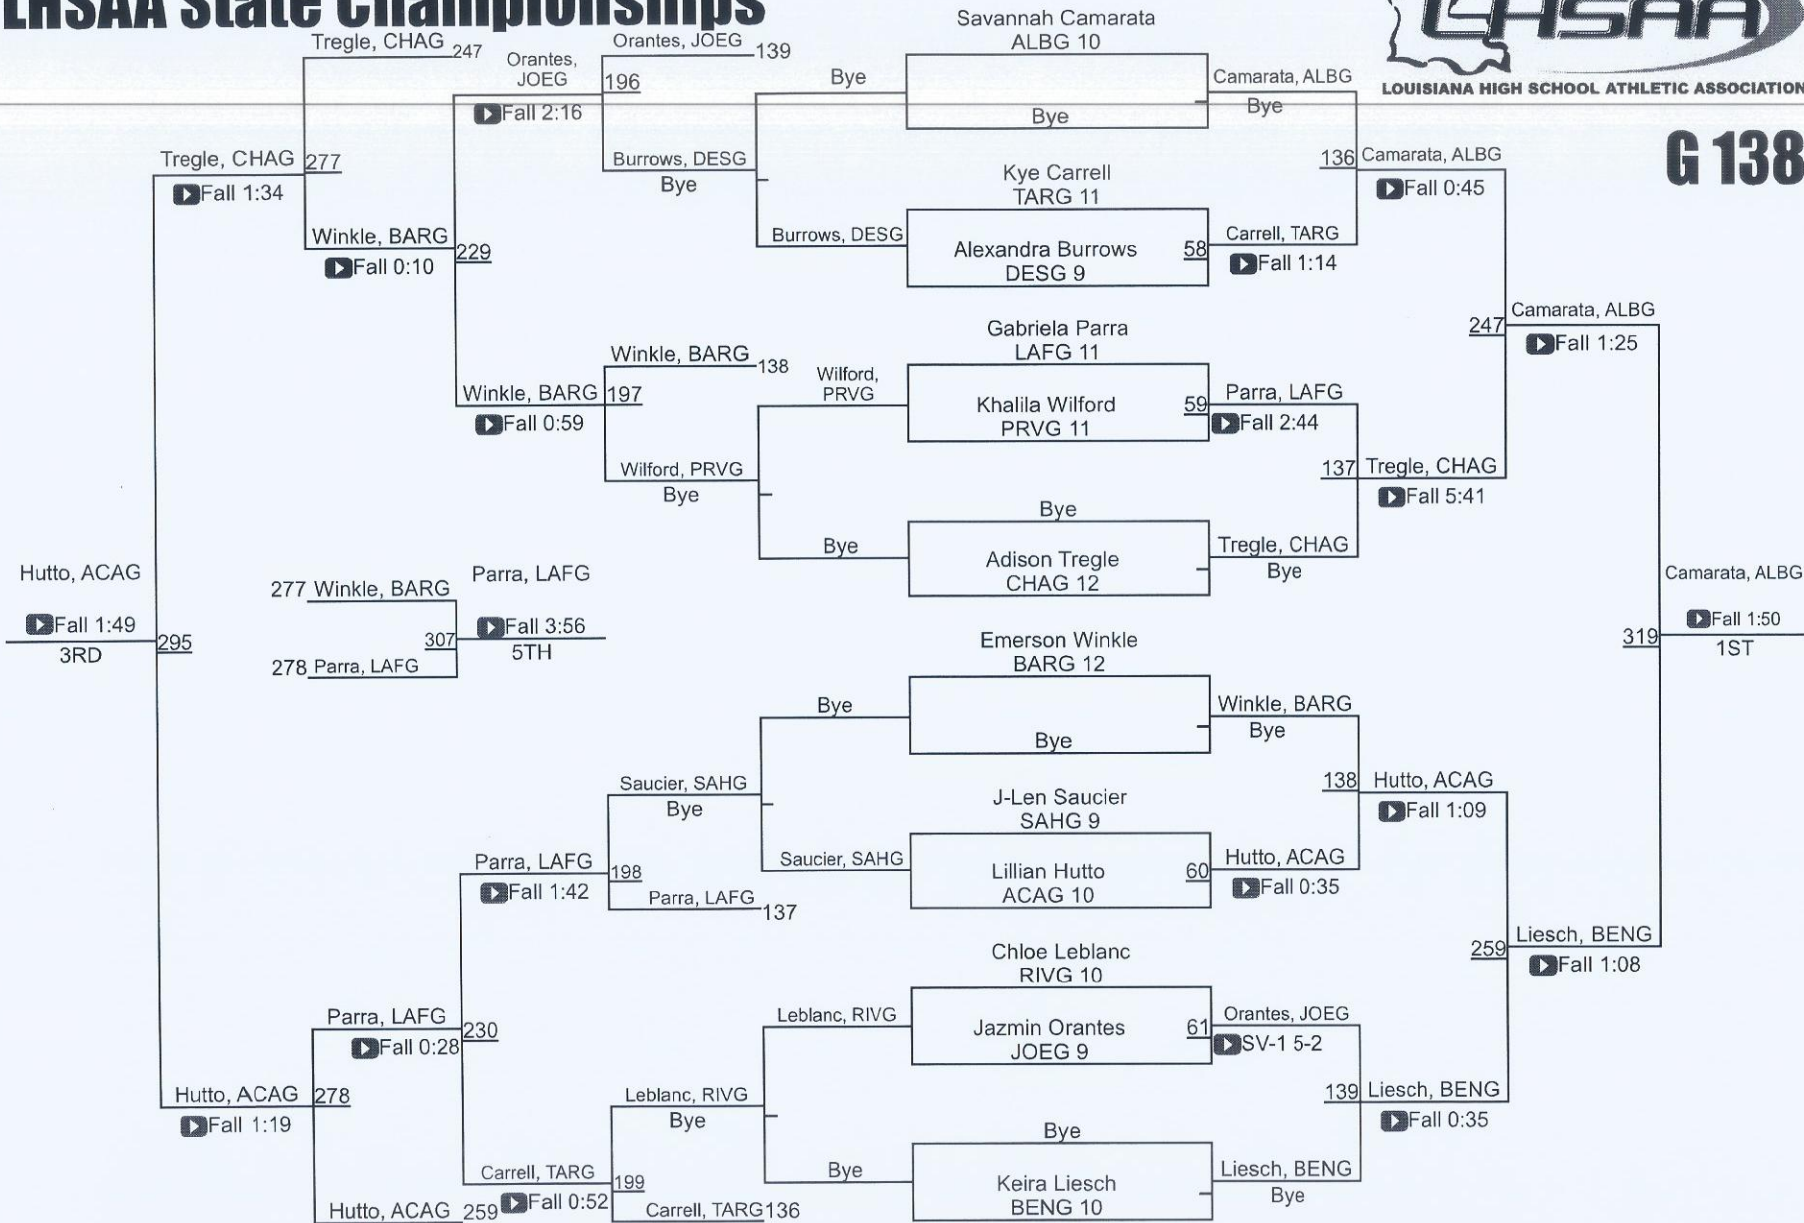 LHSAA State Championships
LHSAA
LOUISIANA HIGH SCHOOL ATHLETIC ASSOCIATION
G 138
Savannah Camarata
ALBG 10
Bye
Kye Carrell
TARG 11
Alexandra Burrows
DESG 9
58
Gabriela Parra
LAFG 11
Khalila Wilford
PRVG 11
59
Bye
Adison Tregle
CHAG 12
Emerson Winkle
BARG 12
Bye
J-Len Saucier
SAHG 9
Lillian Hutto
ACAG 10
60
Chloe Leblanc
RIVG 10
Jazmin Orantes
JOEG 9
61
Bye
Keira Liesch
BENG 10
Camarata, ALBG
Bye
Carrell, TARG
Fall 1:14
Parra, LAFG
Fall 2:44
Tregle, CHAG
Bye
Winkle, BARG
Bye
Hutto, ACAG
Fall 0:35
Orantes, JOEG
SV-1 5-2
Liesch, BENG
Bye
136
Camarata, ALBG
Fall 0:45
137
Tregle, CHAG
Fall 5:41
138
Hutto, ACAG
Fall 1:09
139
Liesch, BENG
Fall 0:35
247
Camarata, ALBG
Fall 1:25
259
Liesch, BENG
Fall 1:08
319
Camarata, ALBG
Fall 1:50
1ST
Bye
Burrows, DESG
Wilford,
PRVG
Bye
Bye
Saucier, SAHG
Leblanc, RIVG
Bye
Orantes, JOEG
139
Burrows, DESG
Bye
Winkle, BARG
138
Wilford, PRVG
Bye
Saucier, SAHG
Bye
Parra, LAFG
137
Leblanc, RIVG
Bye
Carrell, TARG
136
Orantes,
JOEG
196
Fall 2:16
Winkle, BARG
197
Fall 0:59
Parra, LAFG
198
Fall 1:42
Carrell, TARG
199
Fall 0:52
Tregle, CHAG
247
Winkle, BARG
229
Fall 0:10
Parra, LAFG
230
Fall 0:28
Hutto, ACAG
259
Tregle, CHAG
277
Fall 1:34
Hutto, ACAG
278
Fall 1:19
Hutto, ACAG
Fall 1:49
295
3RD
277 Winkle, BARG
278 Parra, LAFG
307
Parra, LAFG
Fall 3:56
5TH